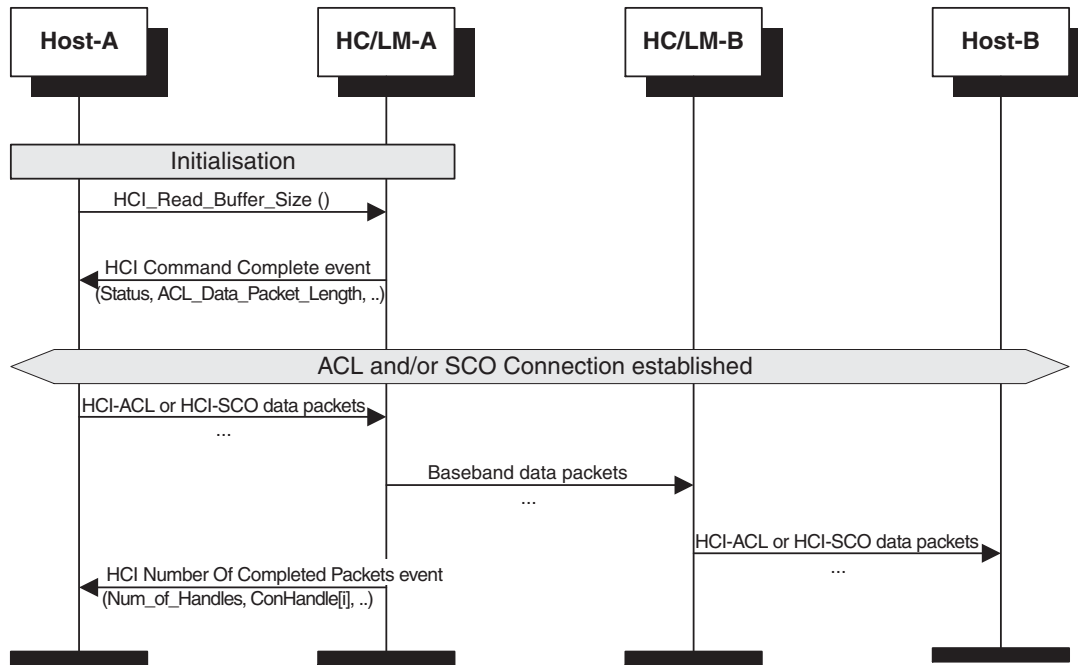 Host-A
HC/LM-A
HC/LM-B
Host-B
Initialisation
HCI_Read_Buffer_Size ()
HCI Command Complete event
(Status, ACL_Data_Packet_Length, ..)
ACL and/or SCO Connection established
HCI-ACL or HCI-SCO data packets
...
Baseband data packets
...
HCI-ACL or HCI-SCO data packets
...
HCI Number Of Completed Packets event
(Num_of_Handles, ConHandle[i], ..)